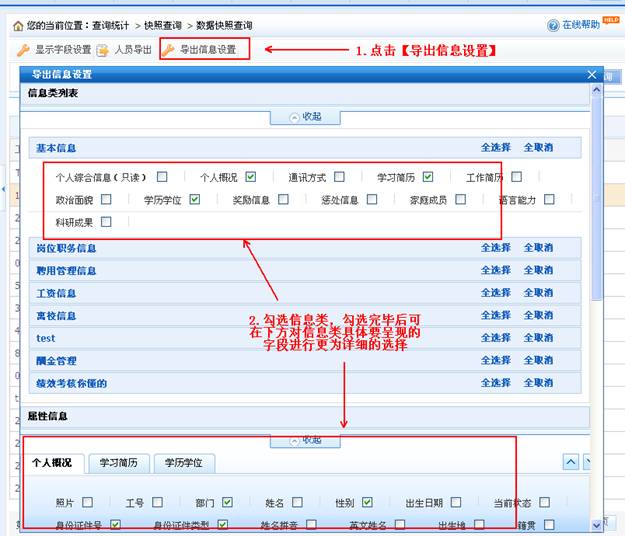 您的当前位置：查询统计 > 快照查询 > 数据快照查询 在线帮助 HELP
显示字段设置 人员导出 导出信息设置 1.点击【导出信息设置】
导出信息设置
信息类列表
收起
基本信息 全选择 全取消
个人综合信息（只读） 个人概况 通讯方式 学习简历 工作简历
政治面貌 学历学位 奖励信息 惩处信息 家庭成员 语言能力
科研成果
岗位职务信息 全选择 全取消
聘用管理信息 全选择 全取消
工资信息 全选择 全取消
离校信息 全选择 全取消
test 全选择 全取消
酬金管理 全选择 全取消
绩效考核你懂的 全选择 全取消
2.勾选信息类，勾选完毕后可
在下方对信息类具体要呈现的
字段进行更为详细的选择
属性信息
收起
个人概况 学习简历 学历学位
照片 工号 部门 姓名 性别 出生日期 当前状态
身份证件号 身份证件类型 姓名拼音 英文姓名 出生地 籍贯